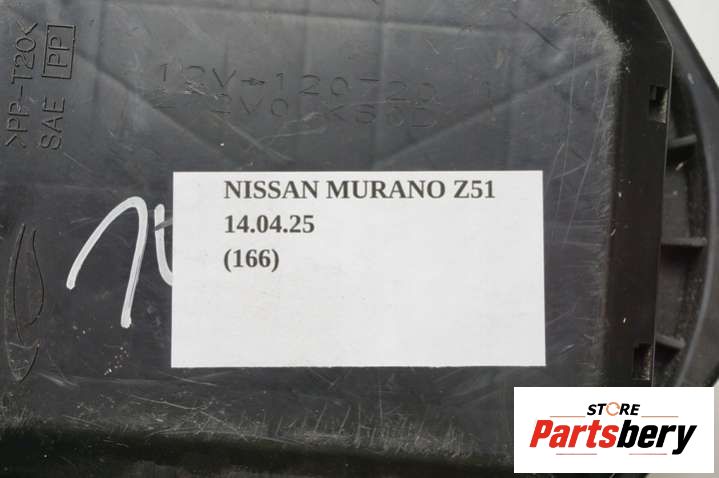 >PP-T20<
SAE PP
NISSAN MURANO Z51
14.04.25
(166)
STORE
Partsbery